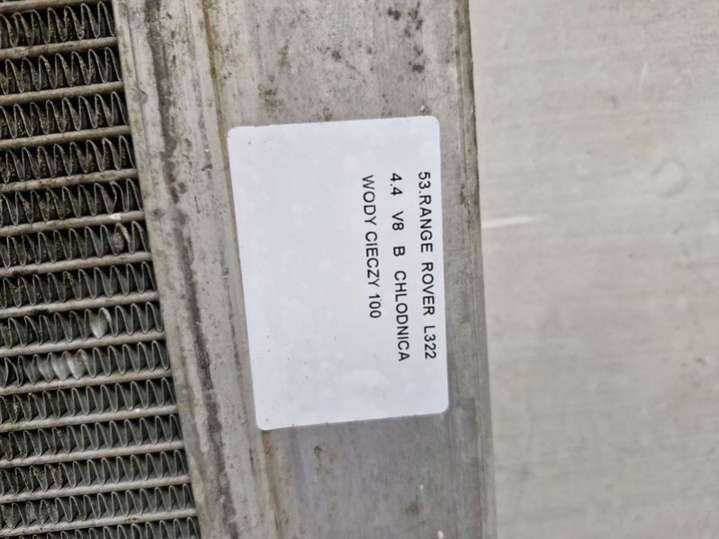 53.RANGE ROVER L322
4.4 V8 B CHLODNICA
WODY CIECZY 100